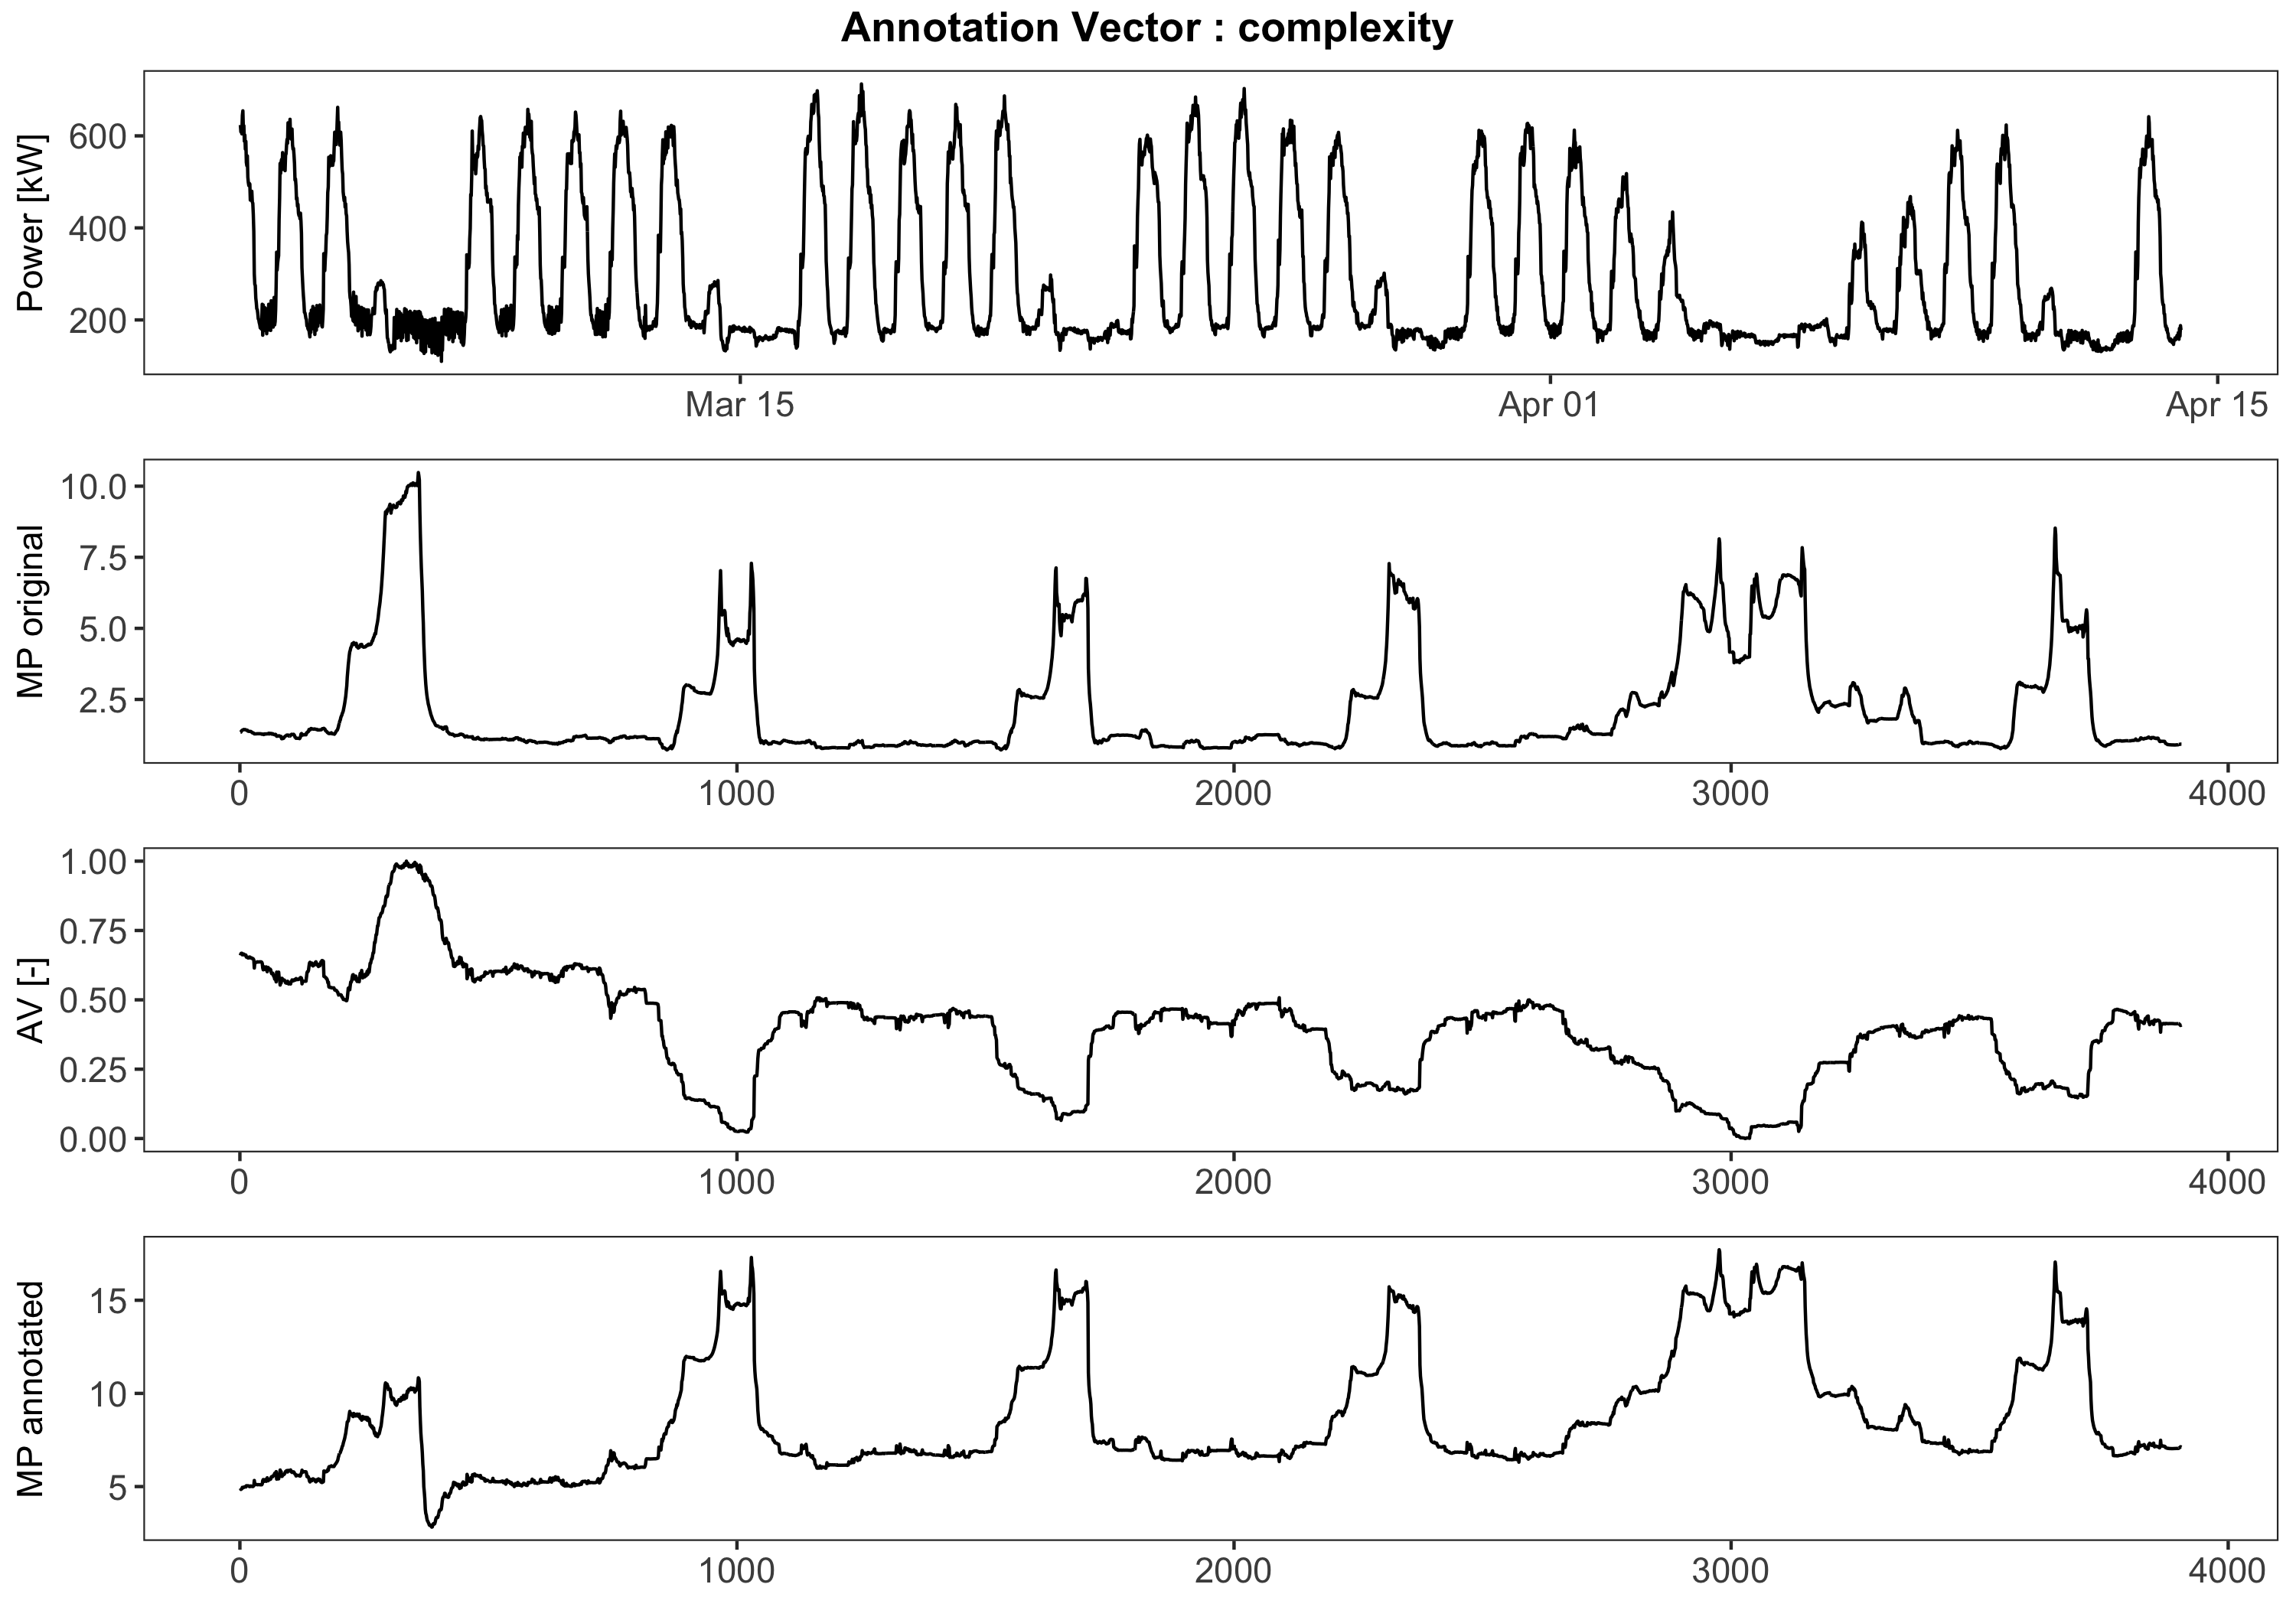 Annotation Vector : complexity
Power [kW]
600
400
200
Mar 15 Apr 01 Apr 15
MP original
10.0
7.5
5.0
2.5
0 1000 2000 3000 4000
AV [-]
1.00
0.75
0.50
0.25
0.00
0 1000 2000 3000 4000
MP annotated
15
10
5
0 1000 2000 3000 4000